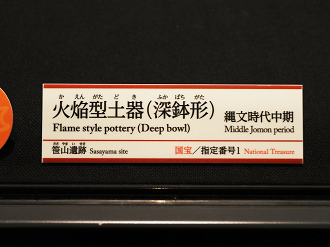 か えん がた ど き ふか ばち がた
火焔型土器(深鉢形) 縄文時代中期
Flame style pottery (Deep bowl) Middle Jomon period
ささ やま い せき
笹山遺跡 Sasayama site 国宝／指定番号1 National Treasure